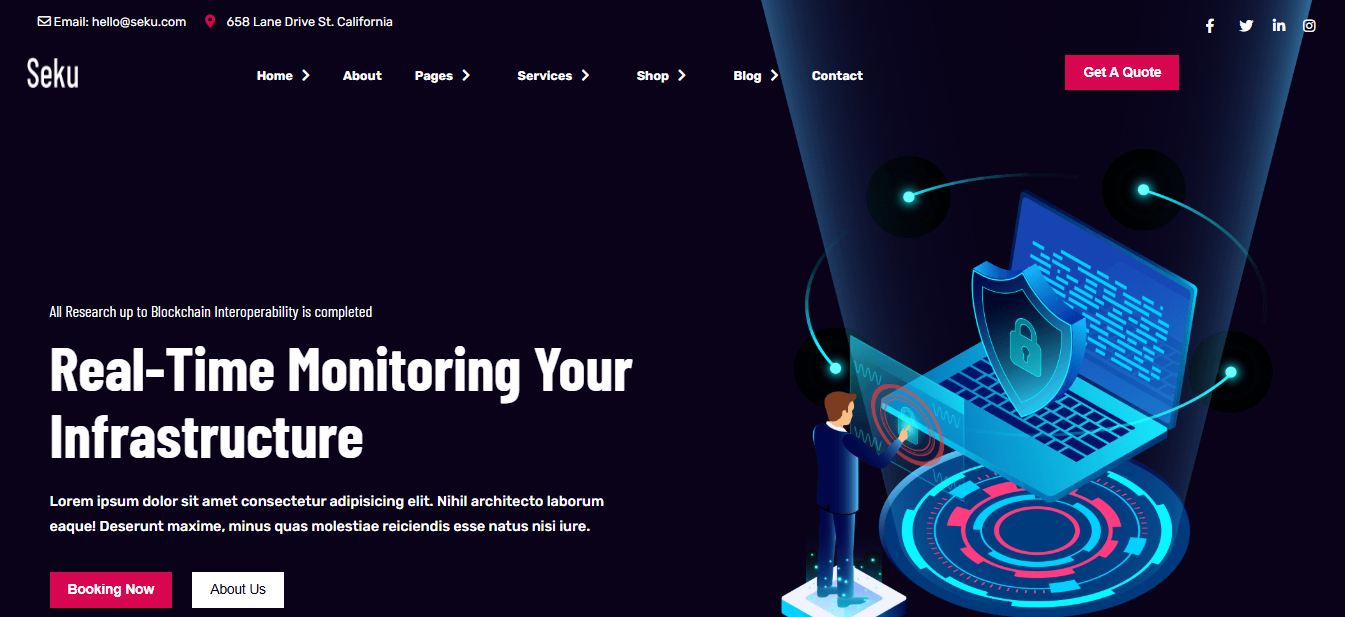 Email: hello@seku.com 658 Lane Drive St. California
Seku Home About Pages Services Shop Blog Contact Get A Quote
All Research up to Blockchain Interoperability is completed
Real-Time Monitoring Your
Infrastructure
Lorem ipsum dolor sit amet consectetur adipisicing elit. Nihil architecto laborum
eaque! Deserunt maxime, minus quas molestiae reiciendis esse natus nisi iure.
Booking Now About Us